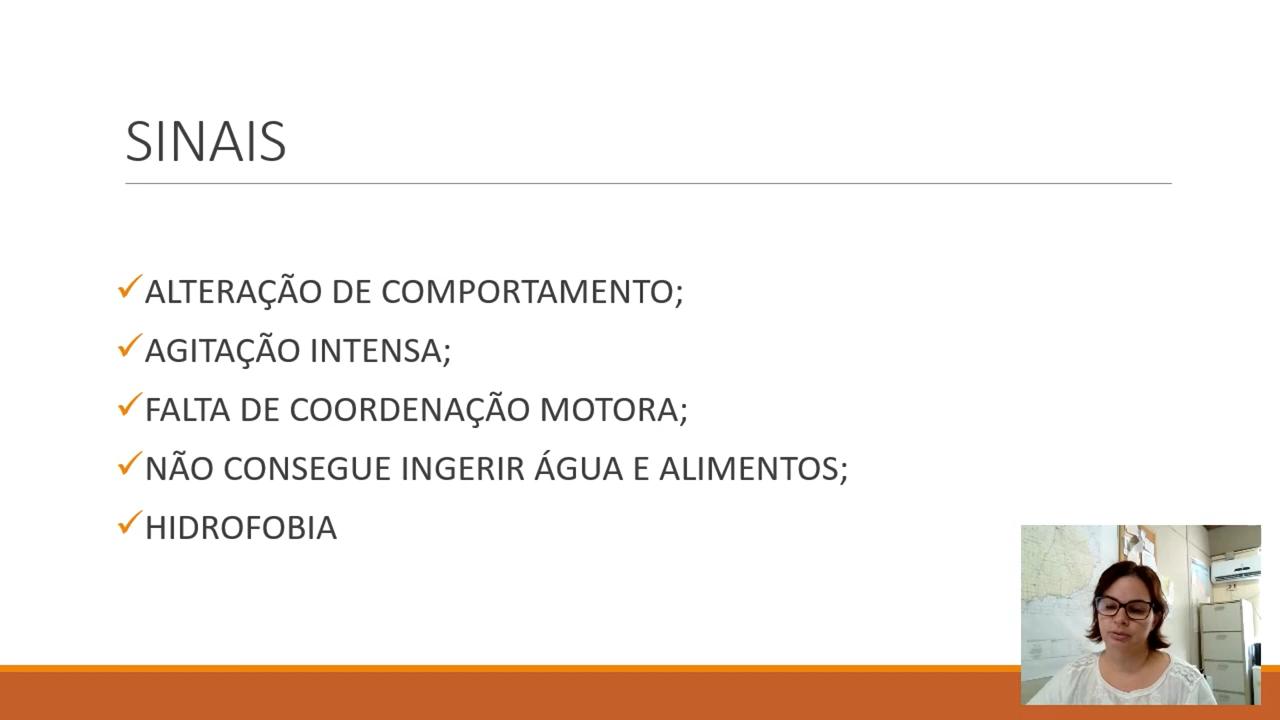 SINAIS
ALTERAÇÃO DE COMPORTAMENTO;
AGITAÇÃO INTENSA;
FALTA DE COORDENAÇÃO MOTORA;
NÃO CONSEGUE INGERIR ÁGUA E ALIMENTOS;
HIDROFOBIA